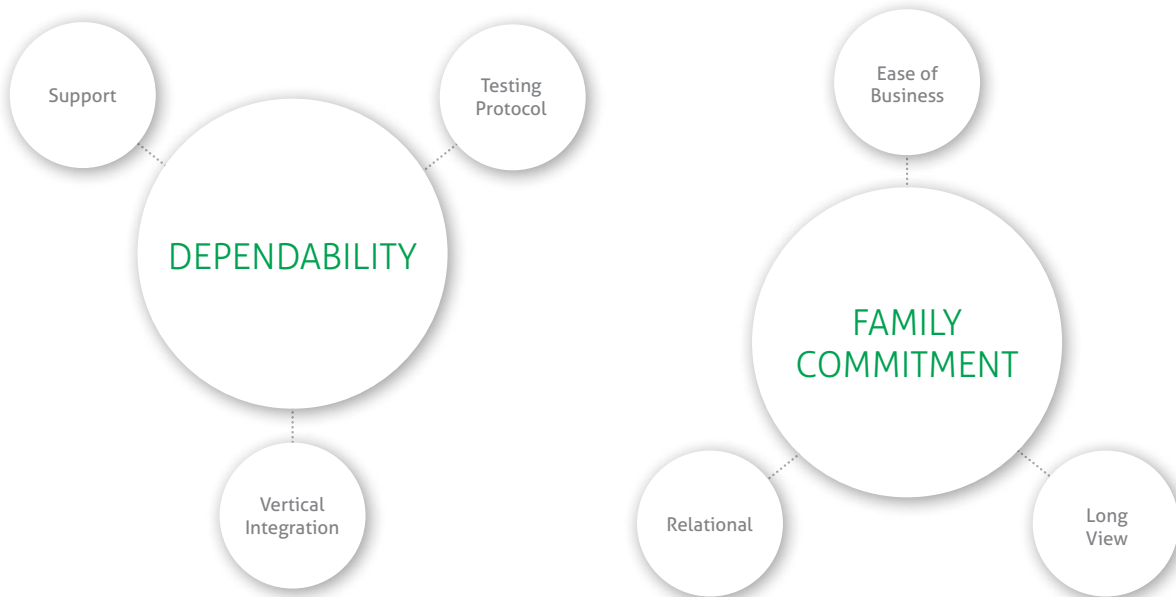 Support
Testing
Protocol
DEPENDABILITY
Vertical
Integration
Ease of
Business
FAMILY
COMMITMENT
Relational
Long
View